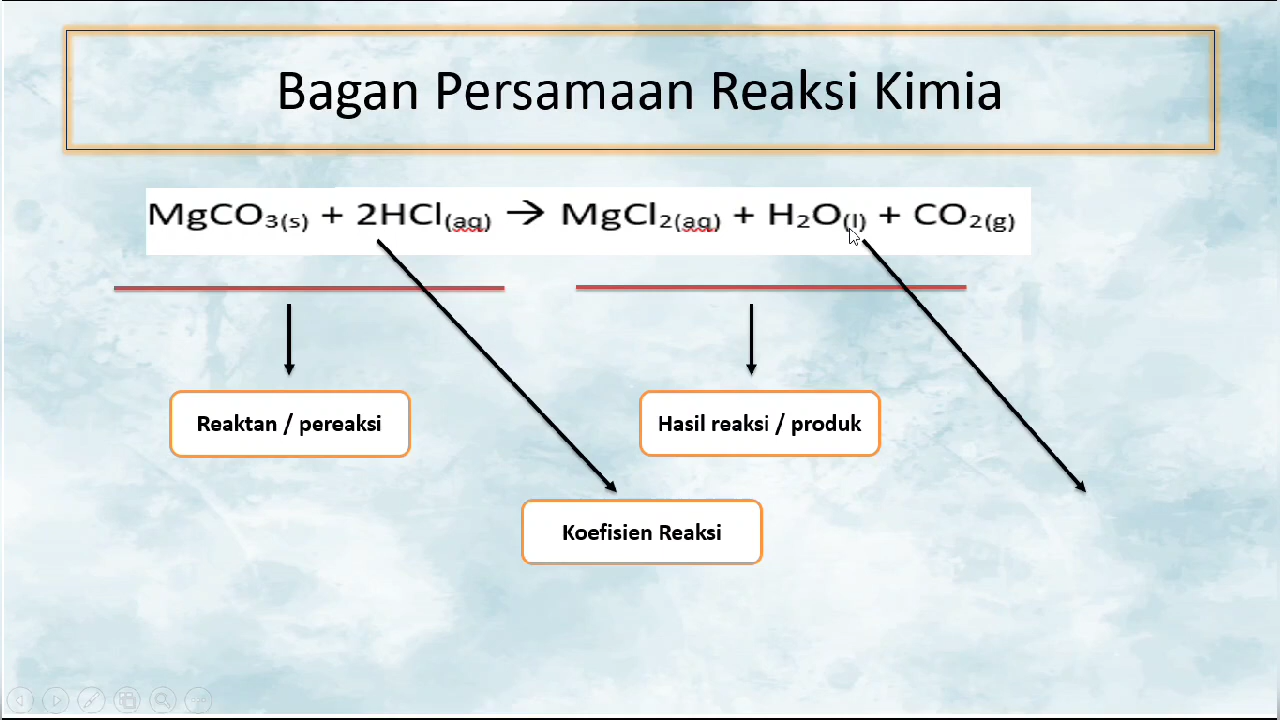 Bagan Persamaan Reaksi Kimia
MgCO₃(s) + 2HCl(aq) → MgCl₂(aq) + H₂O(l) + CO₂(g)
Reaktan / pereaksi
Hasil reaksi / produk
Koefisien Reaksi